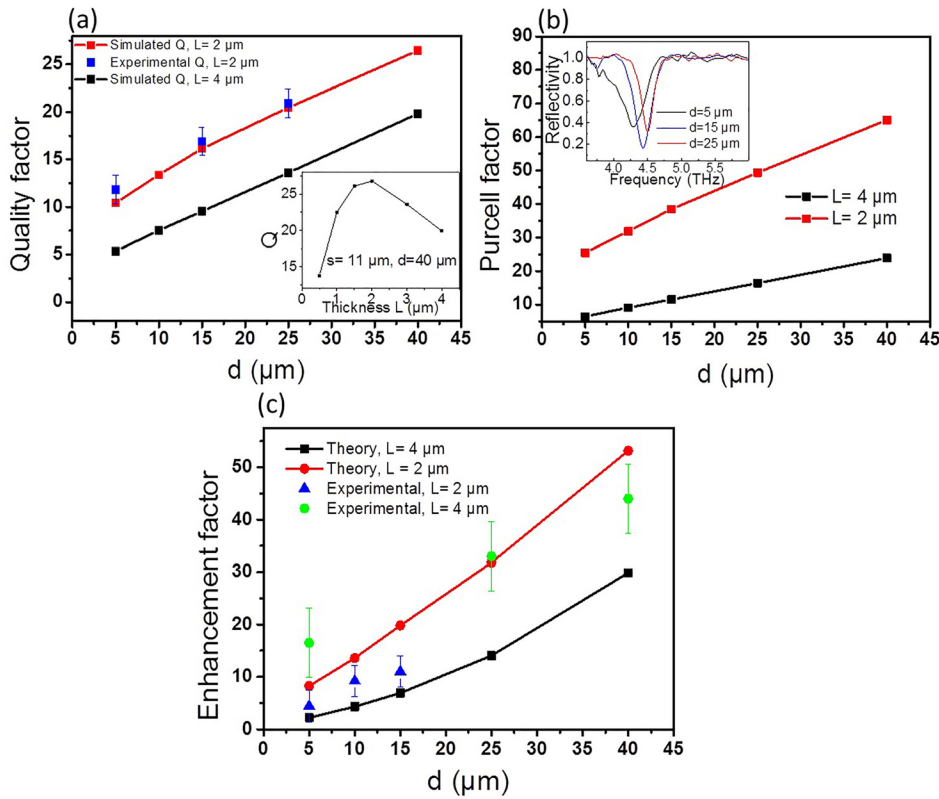 (a)
Simulated Q, L= 2 μm
Experimental Q, L=2 μm
Simulated Q, L= 4 μm
Quality factor
25
20
15
10
5
0
Q
25
20
15
s= 11 μm, d=40 μm
0 1 2 3 4
Thickness L (μm)
0 5 10 15 20 25 30 35 40 45
d (μm)
(b)
Purcell factor
90
80
70
60
50
40
30
20
10
Reflectivity
1.0
0.8
0.6
0.4
0.2
d=5 μm
d=15 μm
d=25 μm
4.0 4.5 5.0 5.5
Frequency (THz)
L= 4 μm
L= 2 μm
0 5 10 15 20 25 30 35 40 45
d (μm)
(c)
Theory, L= 4 μm
Theory, L = 2 μm
Experimental, L= 2 μm
Experimental, L= 4 μm
Enhancement factor
50
40
30
20
10
0
0 5 10 15 20 25 30 35 40 45
d (μm)